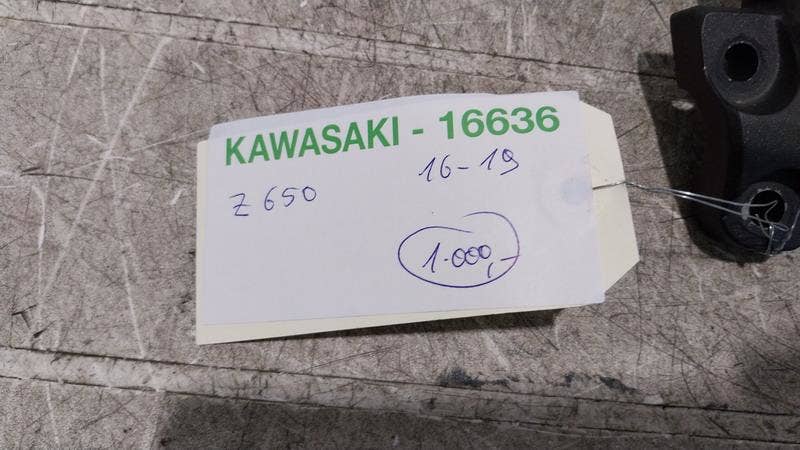 KAWASAKI - 16636
Z 650 16-19
1.000,-